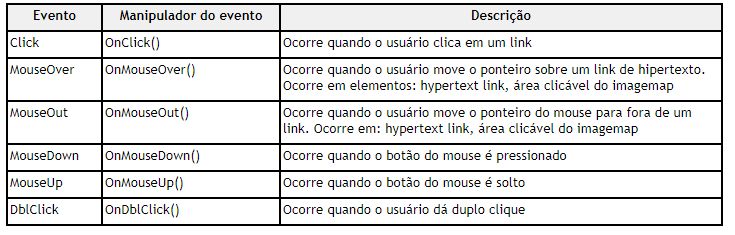 Evento Manipulador do evento Descrição
Click OnClick() Ocorre quando o usuário clica em um link
MouseOver OnMouseOver() Ocorre quando o usuário move o ponteiro sobre um link de hipertexto.
Ocorre em elementos: hypertext link, área clicável do imagemap
MouseOut OnMouseOut() Ocorre quando o usuário move o ponteiro do mouse para fora de um
link. Ocorre em: hypertext link, área clicável do imagemap
MouseDown OnMouseDown() Ocorre quando o botão do mouse é pressionado
MouseUp OnMouseUp() Ocorre quando o botão do mouse é solto
DblClick OnDblClick() Ocorre quando o usuário dá duplo clique